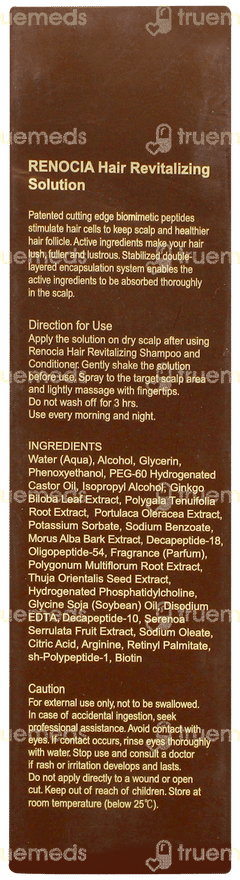 truemeds
RENOCIA Hair Revitalizing
Solution
Patented cutting edge biomimetic peptides
stimulate hair cells to keep scalp and healthier
hair follicle. Active ingredients make your hair
lush, fuller and lustrous. Stabilized double-
layered encapsulation system enables the
active ingredients to be absorbed thoroughly
in the scalp.
Direction for Use
Apply the solution on dry scalp after using
Renocia Hair Revitalizing Shampoo and
Conditioner. Gently shake the solution
before use. Spray to the target scalp area
and lightly massage with fingertips.
Do not wash off for 3 hrs.
Use every morning and night.
INGREDIENTS
Water (Aqua), Alcohol, Glycerin,
Phenoxyethanol, PEG-60 Hydrogenated
Castor Oil, Isopropyl Alcohol, Ginkgo
Biloba Leaf Extract, Polygala Tenuifolia
Root Extract, Portulaca Oleracea Extract,
Potassium Sorbate, Sodium Benzoate,
Morus Alba Bark Extract, Decapeptide-18,
Oligopeptide-54, Fragrance (Parfum),
Polygonum Multiflorum Root Extract,
Thuja Orientalis Seed Extract,
Hydrogenated Phosphatidylcholine,
Glycine Soja (Soybean) Oil, Disodium
EDTA, Decapeptide-10, Serenoa
Serrulata Fruit Extract, Sodium Oleate,
Citric Acid, Arginine, Retinyl Palmitate,
sh-Polypeptide-1, Biotin
Caution
For external use only, not to be swallowed.
In case of accidental ingestion, seek
professional assistance. Avoid contact with
eyes. If contact occurs, rinse eyes thoroughly
with water. Stop use and consult a doctor
if rash or irritation develops and lasts.
Do not apply directly to a wound or open
cut. Keep out of reach of children. Store at
room temperature (below 25℃).